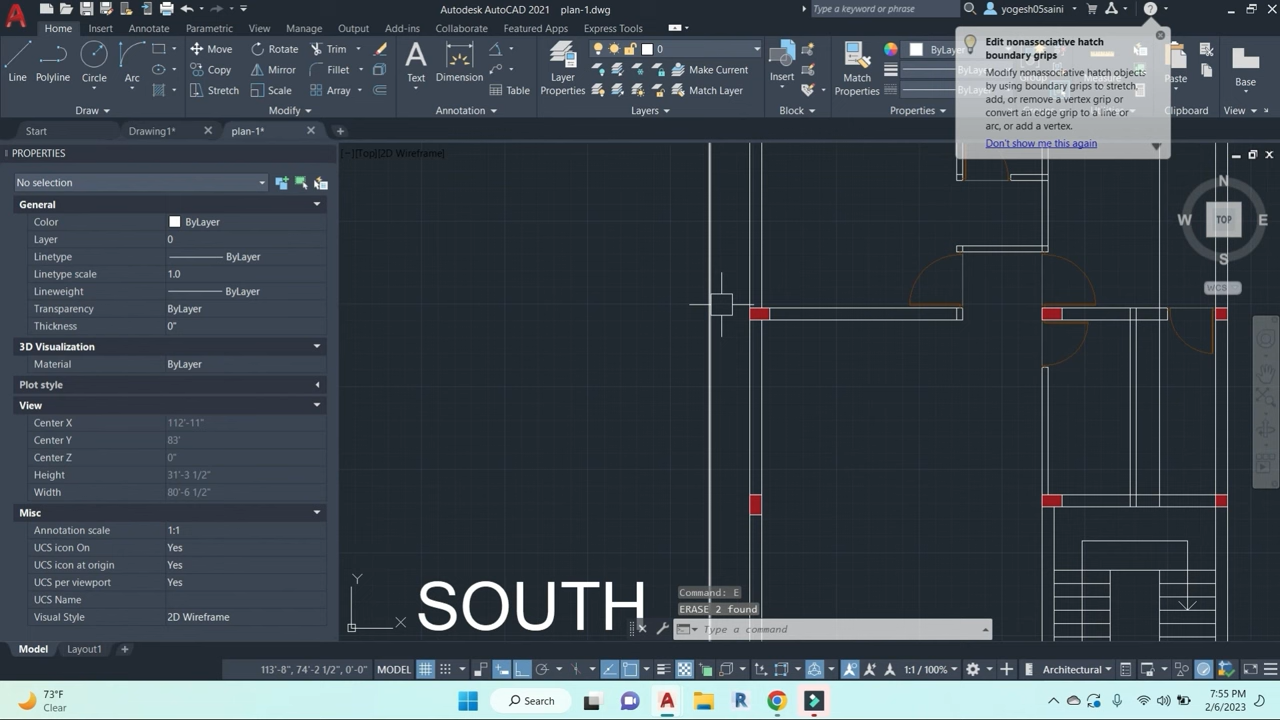 Autodesk AutoCAD 2021 plan-1.dwg
Type a keyword or phrase
yogesh05saini
Home Insert Annotate Parametric View Manage Output Add-ins Collaborate Express Tools Featured Apps
Line Polyline Circle Arc
Move Rotate Trim
Copy Mirror Fillet
Stretch Scale Array
Text Dimension
Table
Layer Properties
0
Make Current
Match Layer
Insert
Match Properties
ByLayer
Paste
Base
Draw Modify Annotation Layers Block Properties Clipboard View
Edit nonassociative hatch
boundary grips
Modify nonassociative hatch objects
by using boundary grips to stretch,
add, or remove a vertex grip or
convert an edge grip to a line or
arc, or add a vertex.
Don't show me this again
Start Drawing1* plan-1*
PROPERTIES
[−][Top][2D Wireframe]
No selection
General
Color ByLayer
Layer 0
Linetype ByLayer
Linetype scale 1.0
Lineweight ByLayer
Transparency ByLayer
Thickness 0"
3D Visualization
Material ByLayer
Plot style
View
Center X 112'-11"
Center Y 83'
Center Z 0"
Height 31'-3 1/2"
Width 80'-6 1/2"
Misc
Annotation scale 1:1
UCS icon On Yes
UCS icon at origin Yes
UCS per viewport Yes
UCS Name
Visual Style 2D Wireframe
N
W TOP E
S
WCS
Y
X
SOUTH
Command: E
ERASE 2 found
Type a command
Model Layout1
113'-8", 74'-2 1/2", 0'-0" MODEL 1:1 / 100% Architectural
73°F
Clear
Search
7:55 PM
2/6/2023